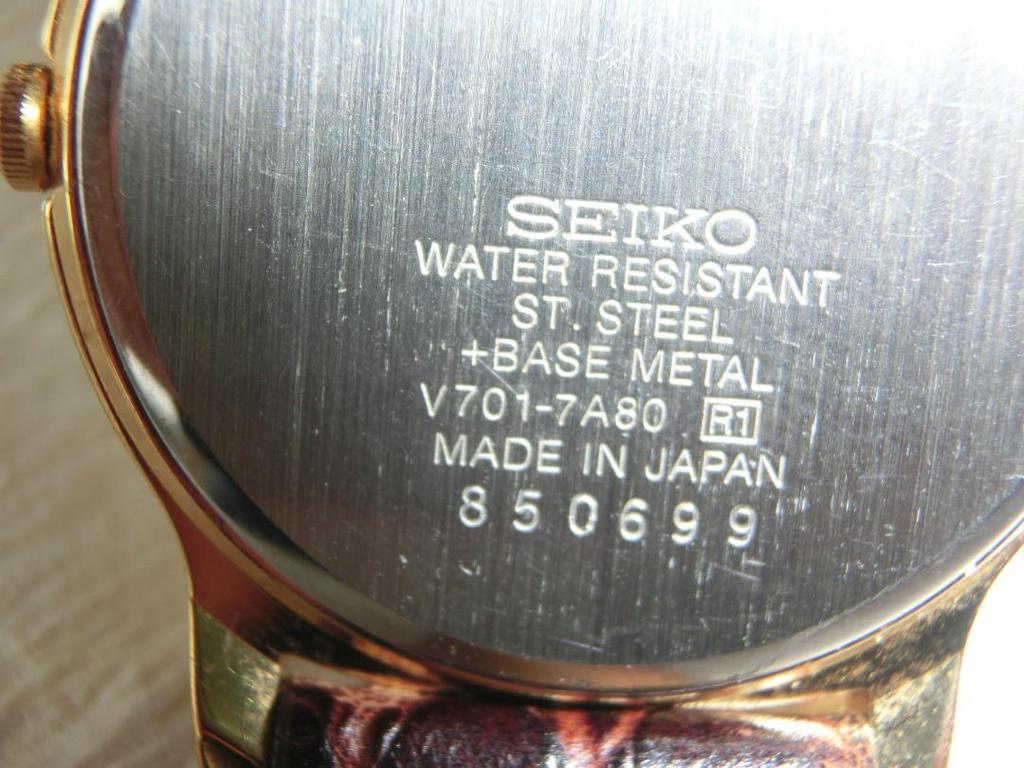 SEIKO
WATER RESISTANT
ST. STEEL
+BASE METAL
V701-7A80 R1
MADE IN JAPAN
850699